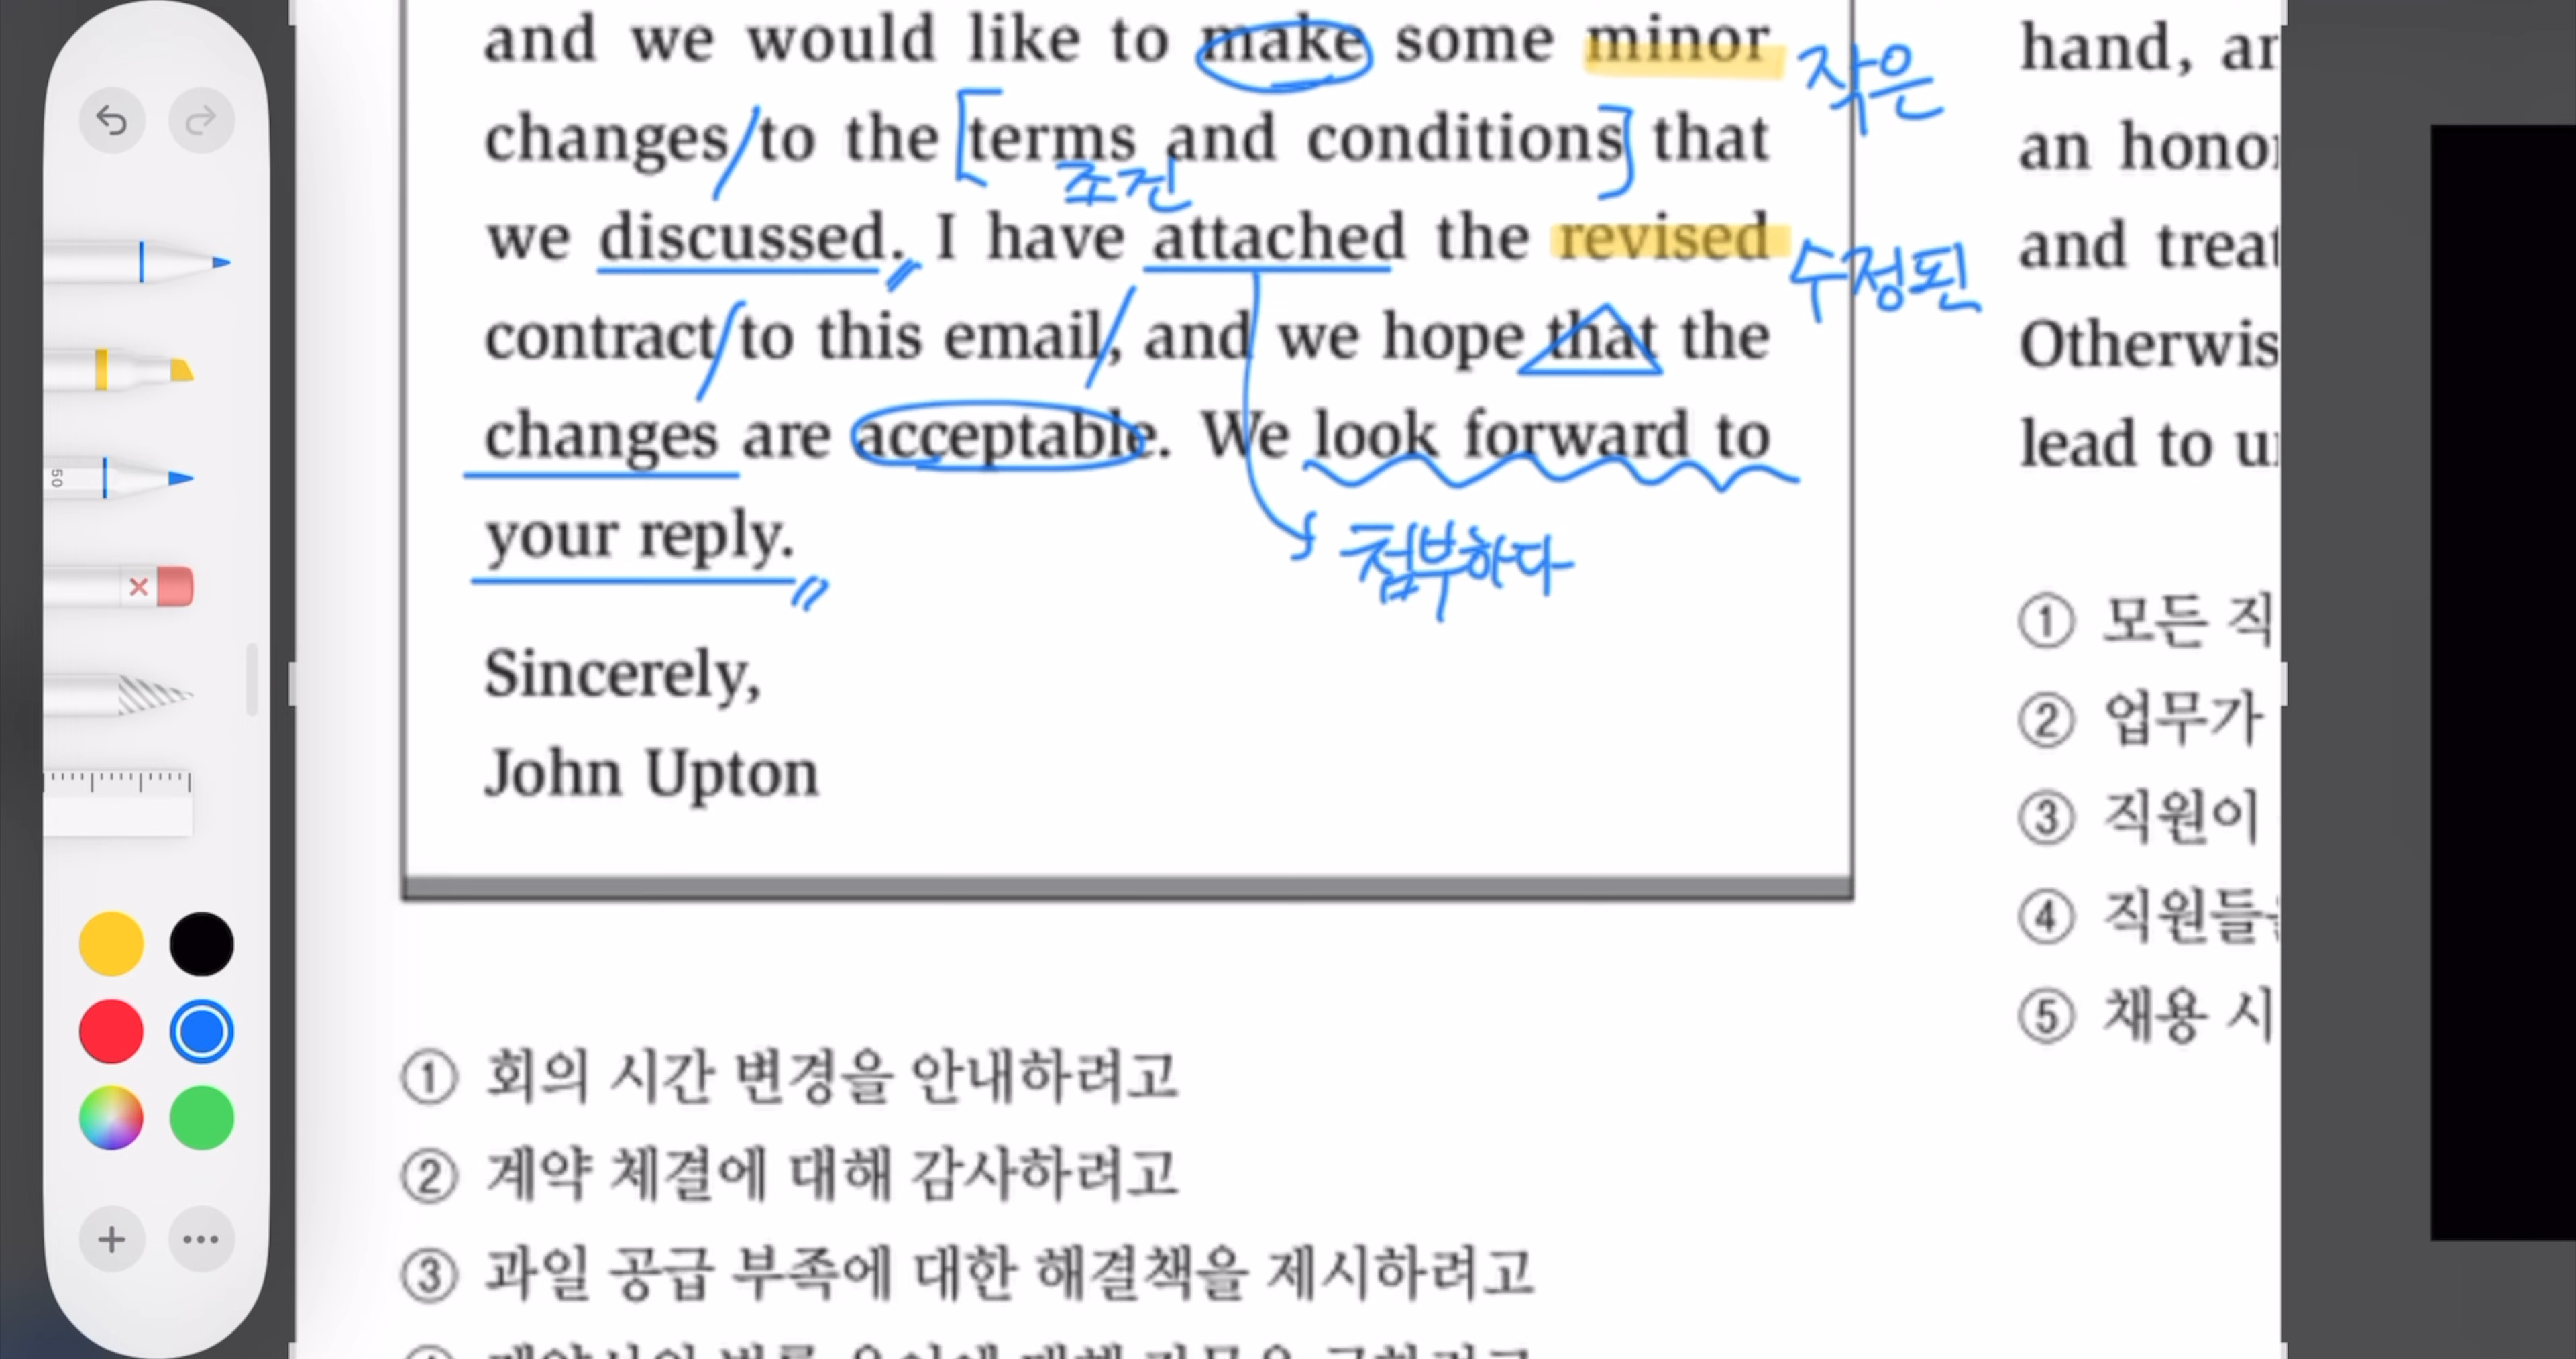 and we would like to make some minor
작은
changes to the terms and conditions that
조건
we discussed. I have attached the revised
수정된
contract to this email, and we hope that the
changes are acceptable. We look forward to
your reply.
첨부하다
Sincerely,
John Upton
① 회의 시간 변경을 안내하려고
② 계약 체결에 대해 감사하려고
③ 과일 공급 부족에 대한 해결책을 제시하려고
hand,
and
Otherwis
lead to
① 모든 직
② 업무가
③ 직원이
④ 직원들
⑤ 채용 시
50